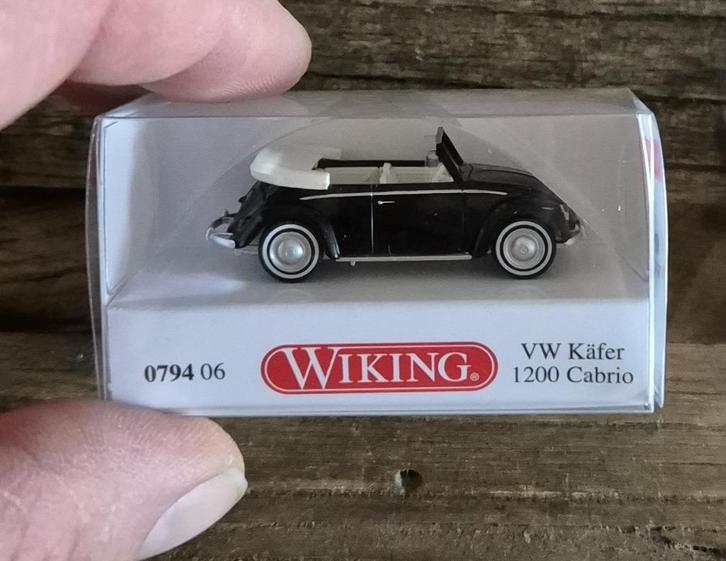 0794 06
WIKING®
VW Käfer
1200 Cabrio